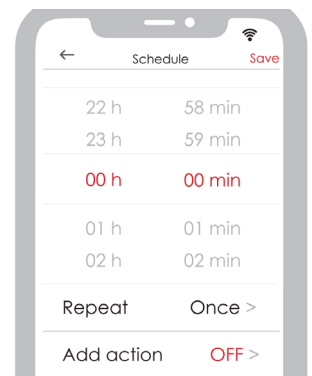 ← Schedule Save
22 h 58 min
23 h 59 min
00 h 00 min
01 h 01 min
02 h 02 min
Repeat Once >
Add action OFF >